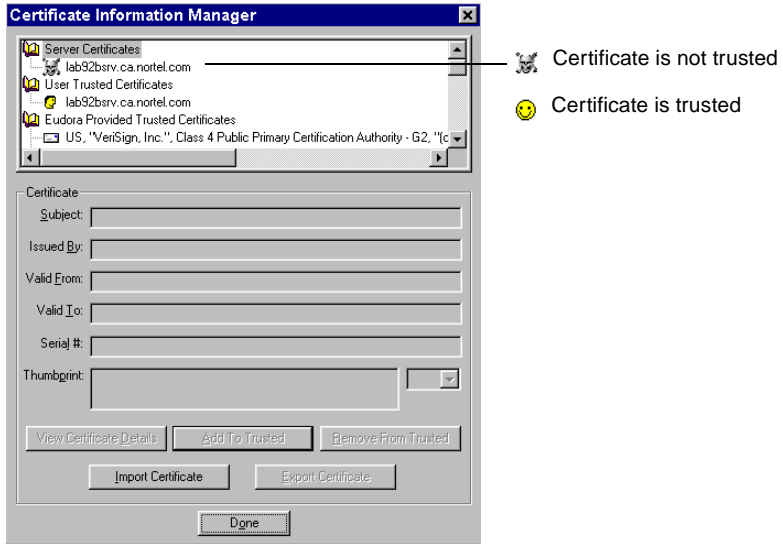 Certificate Information Manager
Server Certificates
lab92bsrv.ca.nortel.com
User Trusted Certificates
lab92bsrv.ca.nortel.com
Eudora Provided Trusted Certificates
US, "VeriSign, Inc.", Class 4 Public Primary Certification Authority - G2, "(c
Certificate is not trusted
Certificate is trusted
Certificate
Subject:
Issued By:
Valid From:
Valid To:
Serial #:
Thumbprint:
View Certificate Details
Add To Trusted
Remove From Trusted
Import Certificate
Export Certificate
Done